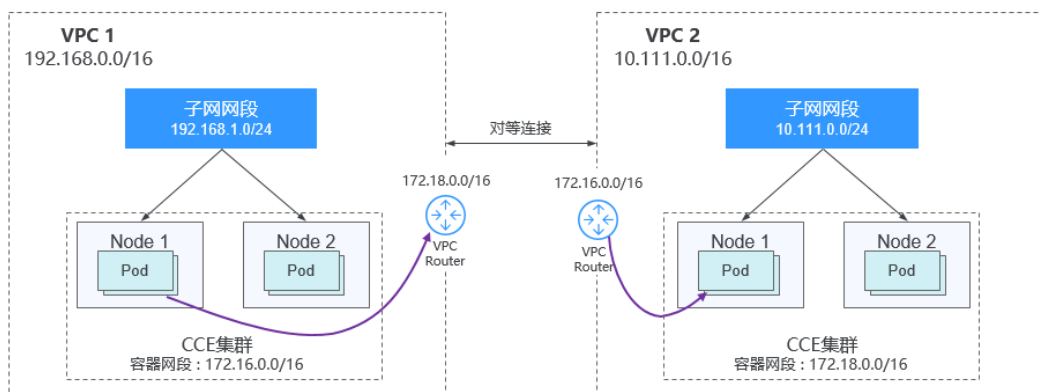 VPC 1
192.168.0.0/16
子网网段
192.168.1.0/24
172.18.0.0/16
VPC
Router
Node 1
Pod
Node 2
Pod
CCE集群
容器网段：172.16.0.0/16
对等连接
VPC 2
10.111.0.0/16
子网网段
10.111.0.0/24
172.16.0.0/16
VPC
Router
Node 1
Pod
Node 2
Pod
CCE集群
容器网段：172.18.0.0/16